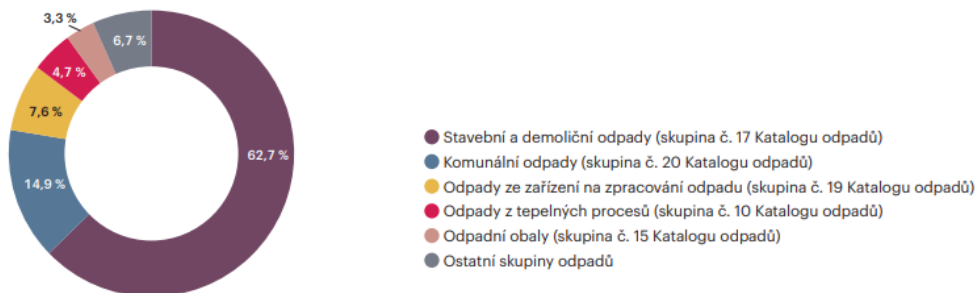 3,3 %
6,7 %
4,7 %
7,6 %
62,7 %
14,9 %
Stavební a demoliční odpady (skupina č. 17 Katalogu odpadů)
Komunální odpady (skupina č. 20 Katalogu odpadů)
Odpady ze zařízení na zpracování odpadu (skupina č. 19 Katalogu odpadů)
Odpady z tepelných procesů (skupina č. 10 Katalogu odpadů)
Odpadní obaly (skupina č. 15 Katalogu odpadů)
Ostatní skupiny odpadů